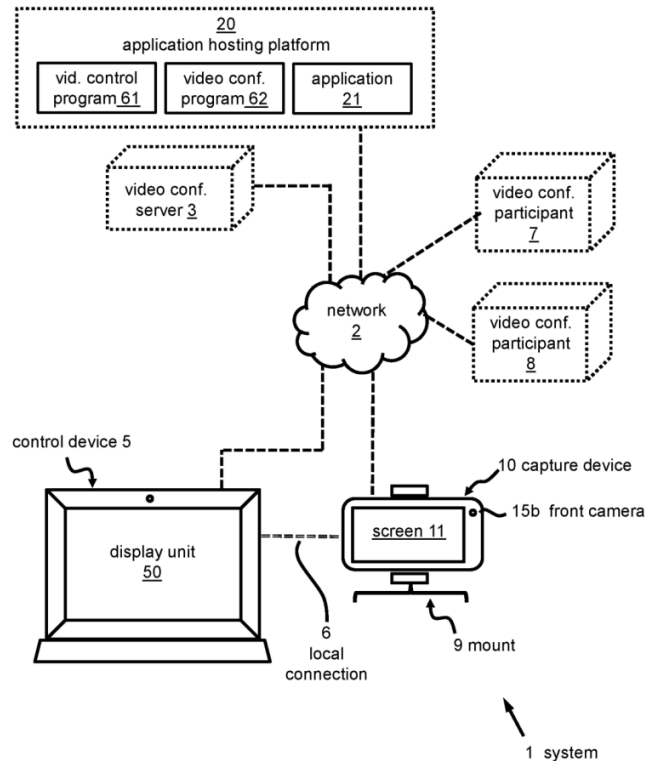 20
application hosting platform
vid. control
program 61
video conf.
program 62
application
21
video conf.
server 3
video conf.
participant
7
network
2
video conf.
participant
8
control device 5
10 capture device
15b front camera
display unit
50
screen 11
6
local
connection
9 mount
1 system